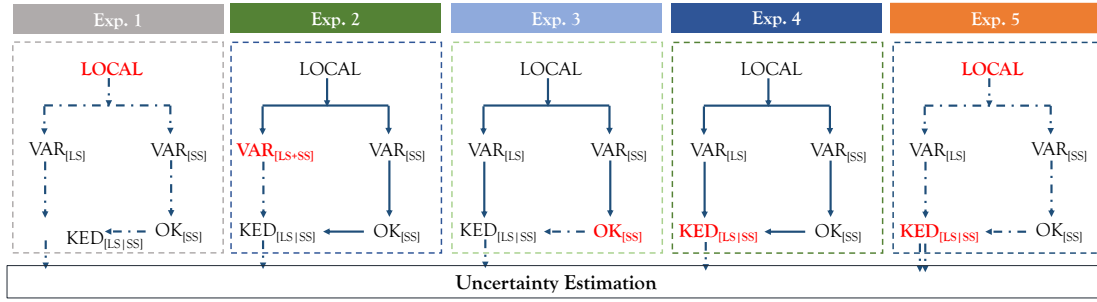 Exp. 1 Exp. 2 Exp. 3 Exp. 4 Exp. 5
LOCAL LOCAL LOCAL LOCAL LOCAL
VAR[LS] VAR[SS] VAR[LS+SS] VAR[SS] VAR[LS] VAR[SS] VAR[LS] VAR[SS] VAR[LS] VAR[SS]
KED[LS|SS] OK[SS] KED[LS|SS] OK[SS] KED[LS|SS] OK[SS] KED[LS|SS] OK[SS] KED[LS|SS] OK[SS]
Uncertainty Estimation